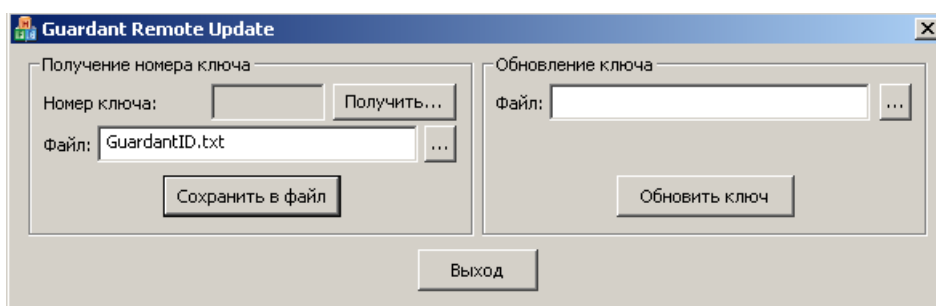 Guardant Remote Update
Получение номера ключа
Номер ключа:
Получить...
Файл:
GuardantID.txt
...
Сохранить в файл
Обновление ключа
Файл:
...
Обновить ключ
Выход